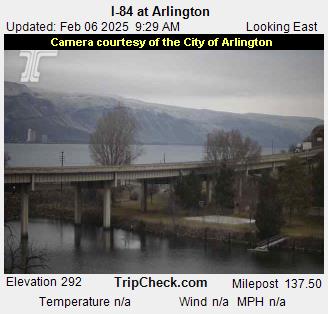 I-84 at Arlington
Updated: Feb 06 2025 9:29 AM Looking East
Camera courtesy of the City of Arlington
Elevation 292 TripCheck.com Milepost 137.50
Temperature n/a Wind n/a MPH n/a